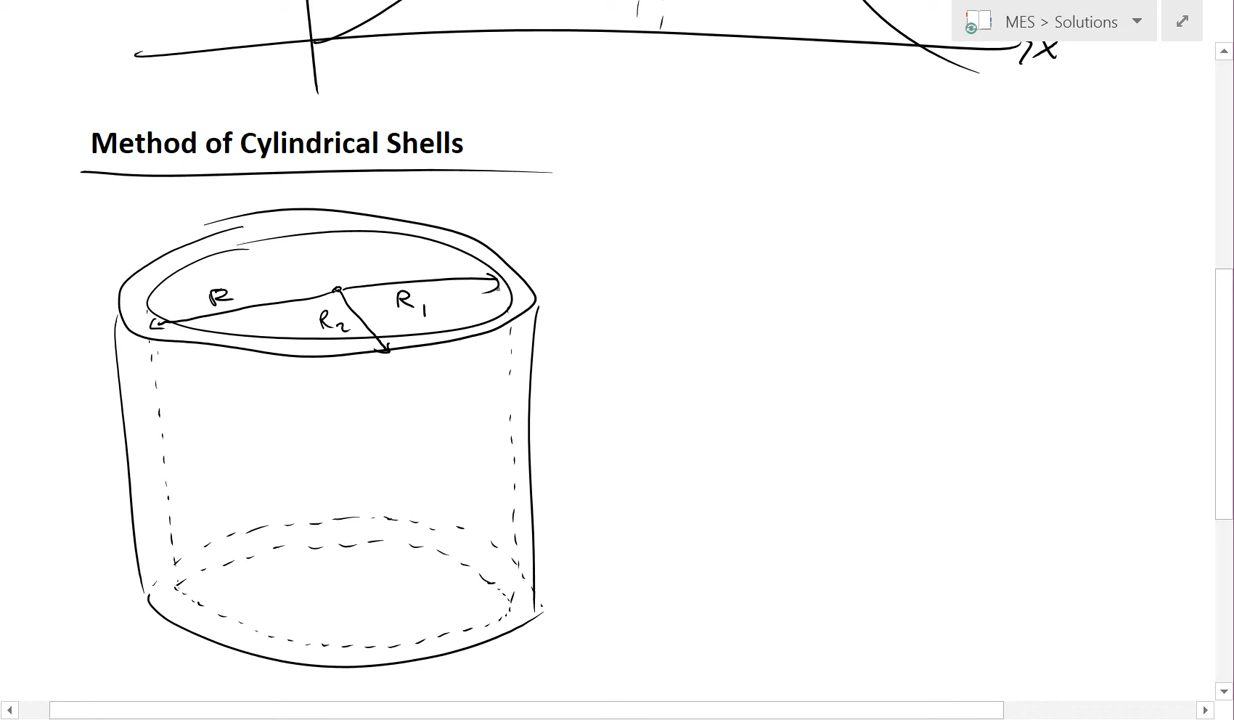 MES > Solutions
x
Method of Cylindrical Shells
R
R1
R2